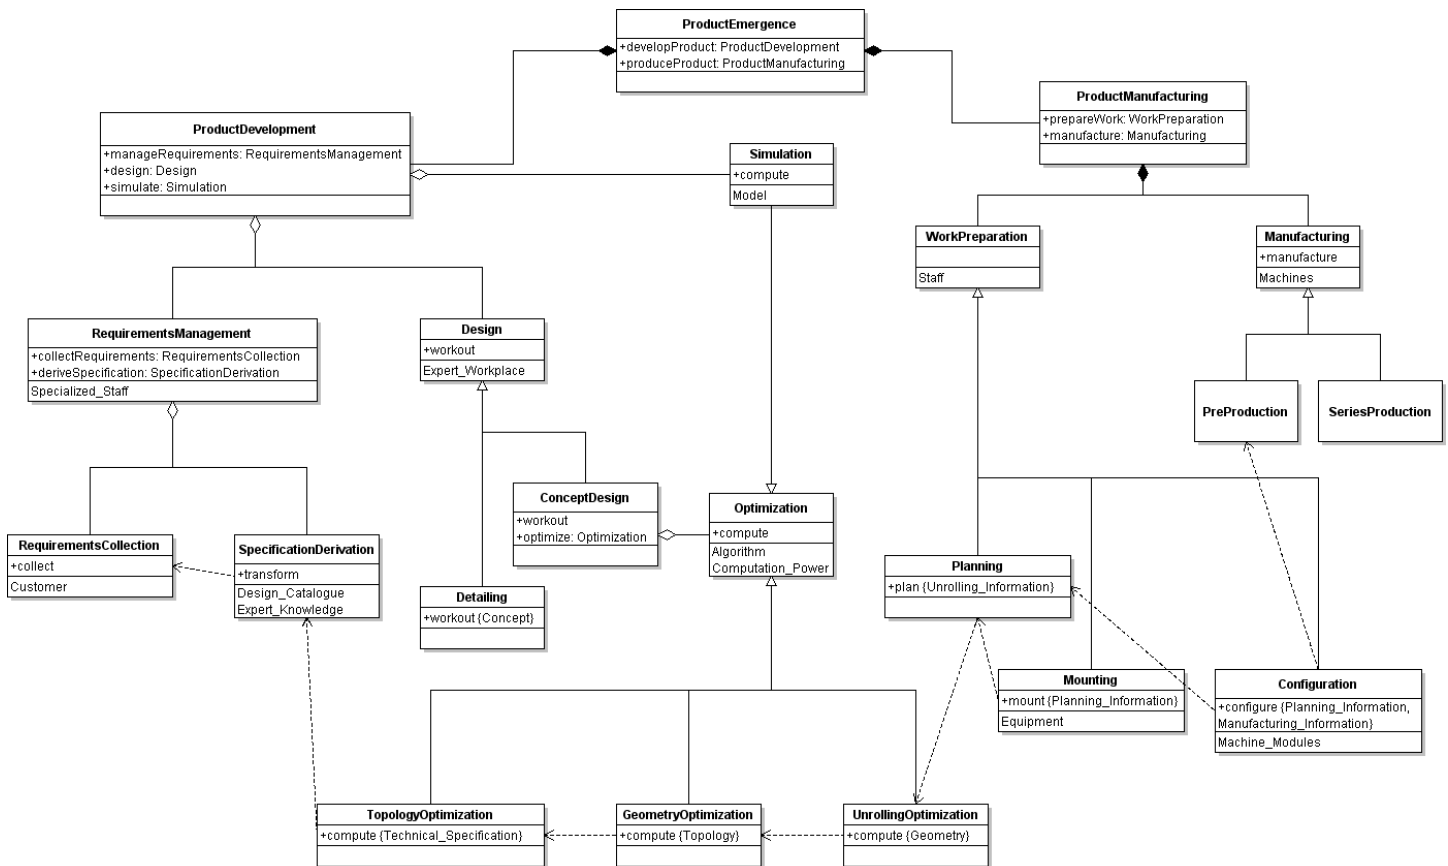 ProductEmergence
+developProduct: ProductDevelopment
+produceProduct: ProductManufacturing
ProductManufacturing
+prepareWork: WorkPreparation
+manufacture: Manufacturing
ProductDevelopment
+manageRequirements: RequirementsManagement
+design: Design
+simulate: Simulation
Simulation
+compute
Model
WorkPreparation
Staff
Manufacturing
+manufacture
Machines
RequirementsManagement
+collectRequirements: RequirementsCollection
+deriveSpecification: SpecificationDerivation
Specialized_Staff
Design
+workout
Expert_Workplace
PreProduction
SeriesProduction
ConceptDesign
+workout
+optimize: Optimization
Optimization
+compute
Algorithm
Computation_Power
RequirementsCollection
+collect
Customer
SpecificationDerivation
+transform
Design_Catalogue
Expert_Knowledge
Detailing
+workout {Concept}
Planning
+plan {Unrolling_Information}
Mounting
+mount {Planning_Information}
Equipment
Configuration
+configure {Planning_Information,
Manufacturing_Information}
Machine_Modules
TopologyOptimization
+compute {Technical_Specification}
GeometryOptimization
+compute {Topology}
UnrollingOptimization
+compute {Geometry}